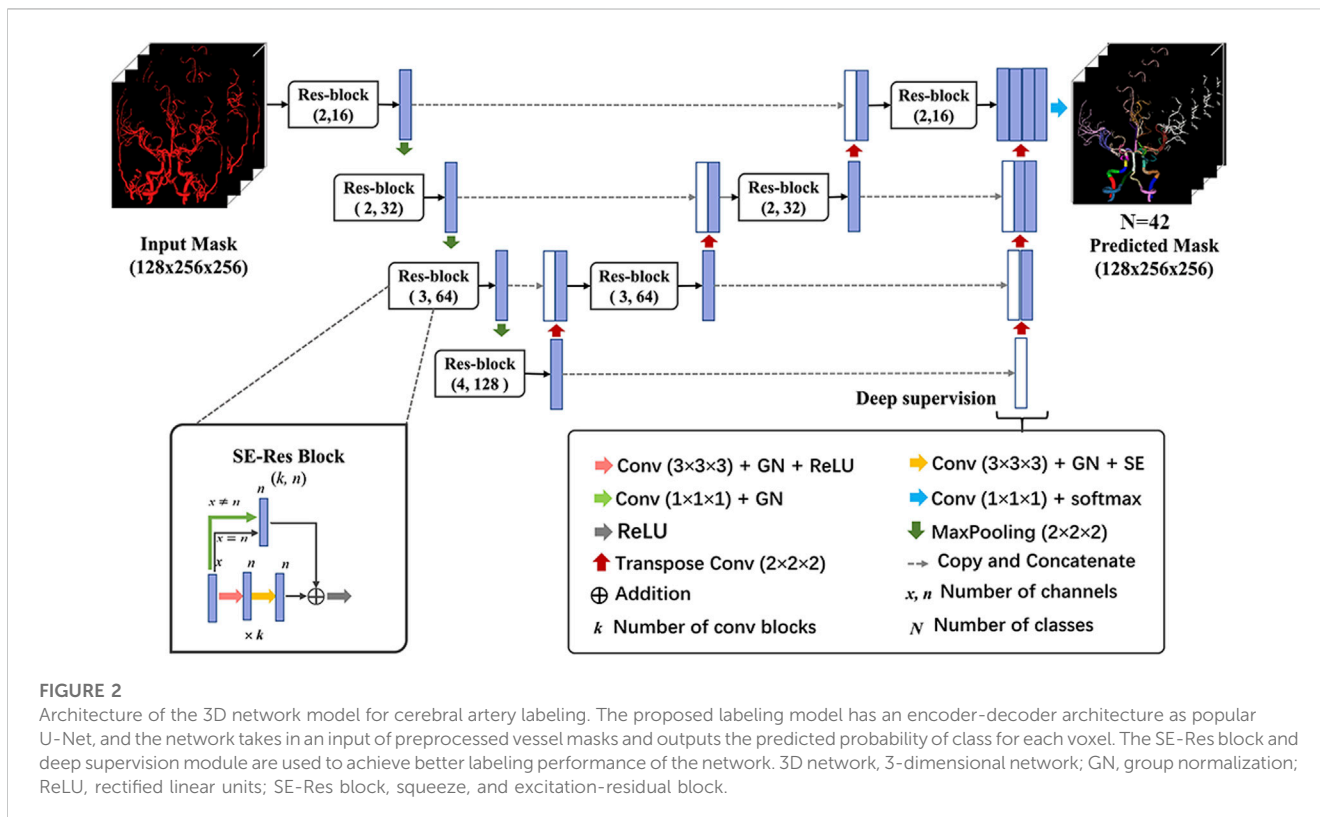 Res-block
(2,16)
Res-block
(2,16)
Res-block
( 2, 32)
Res-block
(2, 32)
Input Mask
(128x256x256)
N=42
Predicted Mask
(128x256x256)
Res-block
( 3, 64)
Res-block
( 3, 64)
Res-block
(4, 128 )
Deep supervision
SE-Res Block
(k, n)
n
x ≠ n
x = n
x
n
n
× k
Conv (3×3×3) + GN + ReLU
Conv (3×3×3) + GN + SE
Conv (1×1×1) + GN
Conv (1×1×1) + softmax
ReLU
MaxPooling (2×2×2)
Transpose Conv (2×2×2)
Copy and Concatenate
⊕ Addition
x, n Number of channels
k Number of conv blocks
N Number of classes
FIGURE 2
Architecture of the 3D network model for cerebral artery labeling. The proposed labeling model has an encoder-decoder architecture as popular
U-Net, and the network takes in an input of preprocessed vessel masks and outputs the predicted probability of class for each voxel. The SE-Res block and
deep supervision module are used to achieve better labeling performance of the network. 3D network, 3-dimensional network; GN, group normalization;
ReLU, rectified linear units; SE-Res block, squeeze, and excitation-residual block.